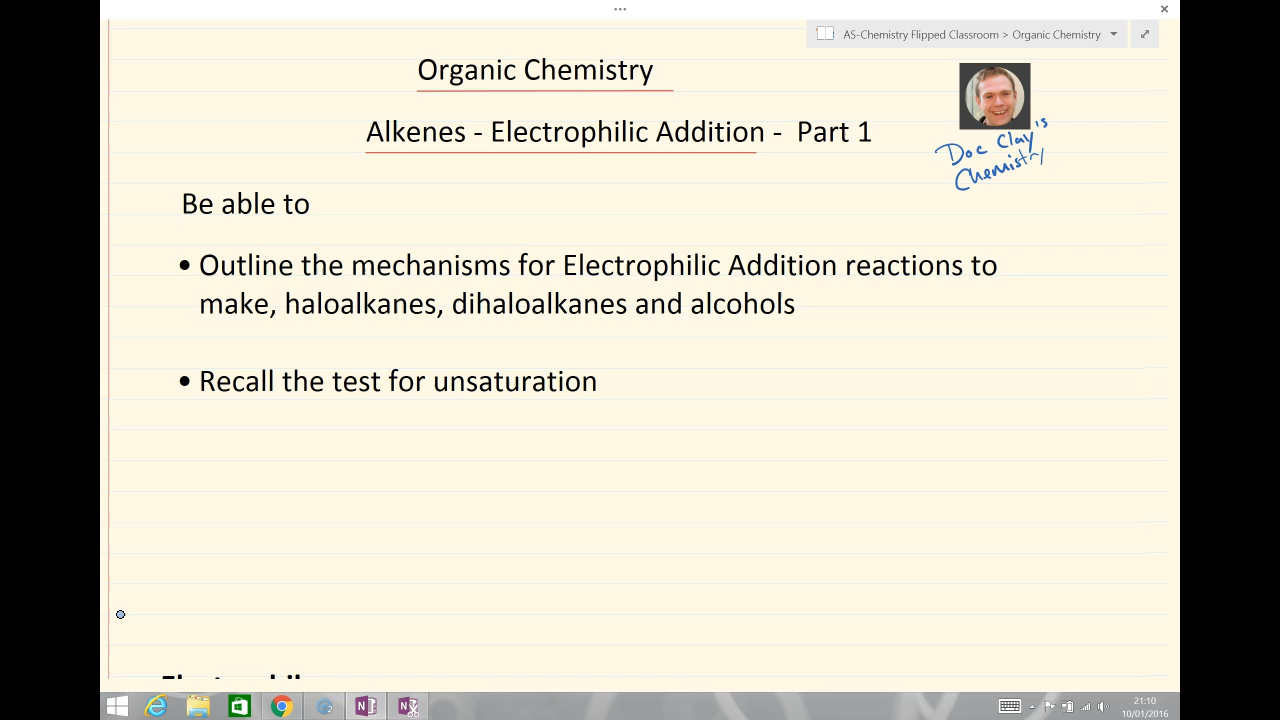 AS-Chemistry Flipped Classroom > Organic Chemistry
Organic Chemistry
Alkenes - Electrophilic Addition - Part 1
Doc Clay's
Chemistry
Be able to
• Outline the mechanisms for Electrophilic Addition reactions to
make, haloalkanes, dihaloalkanes and alcohols
• Recall the test for unsaturation
21:10
10/01/2016